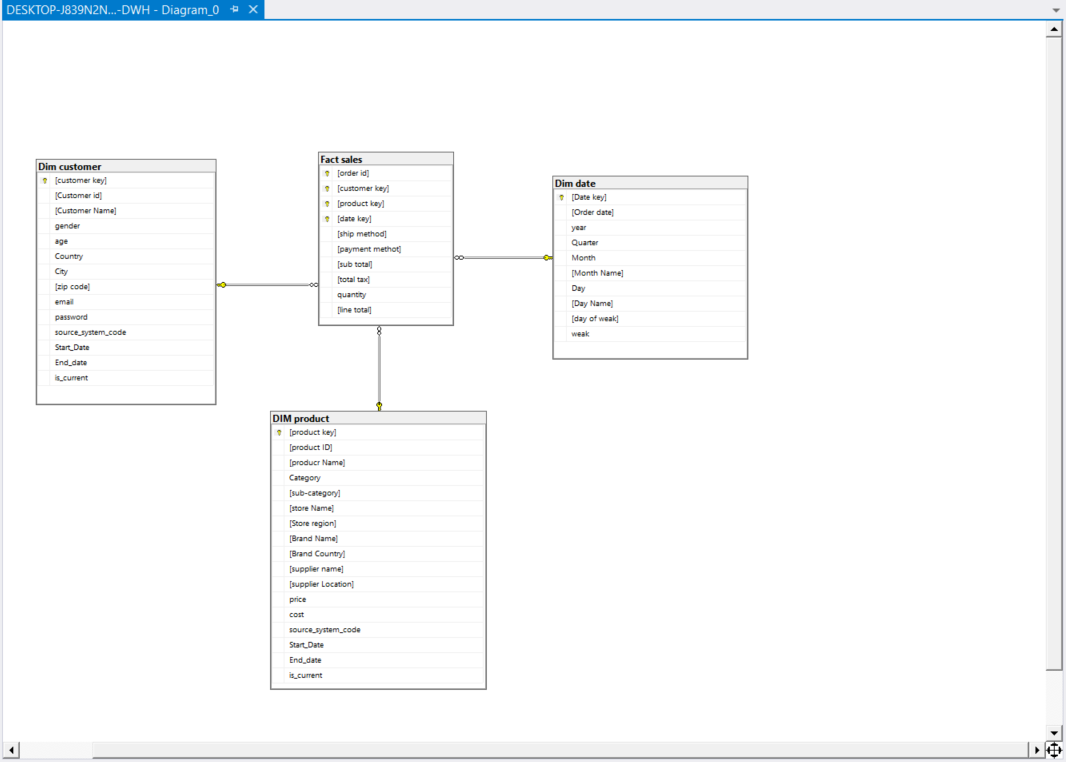 DESKTOP-J839N2N...-DWH - Diagram_0
Dim customer
[customer key]
[Customer id]
[Customer Name]
gender
age
Country
City
[zip code]
email
password
source_system_code
Start_Date
End_date
is_current
Fact sales
[order id]
[customer key]
[product key]
[date key]
[ship method]
[payment methot]
[sub total]
[total tax]
quantity
[line total]
Dim date
[Date key]
[Order date]
year
Quarter
Month
[Month Name]
Day
[Day Name]
[day of weak]
weak
DIM product
[product key]
[product ID]
[producr Name]
Category
[sub-category]
[store Name]
[Store region]
[Brand Name]
[Brand Country]
[supplier name]
[supplier Location]
price
cost
source_system_code
Start_Date
End_date
is_current